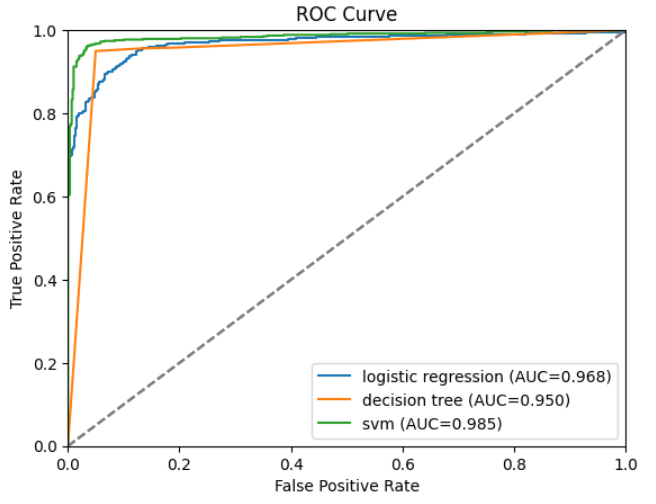 ROC Curve
1.0
0.8
0.6
0.4
0.2
0.0
True Positive Rate
logistic regression (AUC=0.968)
decision tree (AUC=0.950)
svm (AUC=0.985)
0.0 0.2 0.4 0.6 0.8 1.0
False Positive Rate